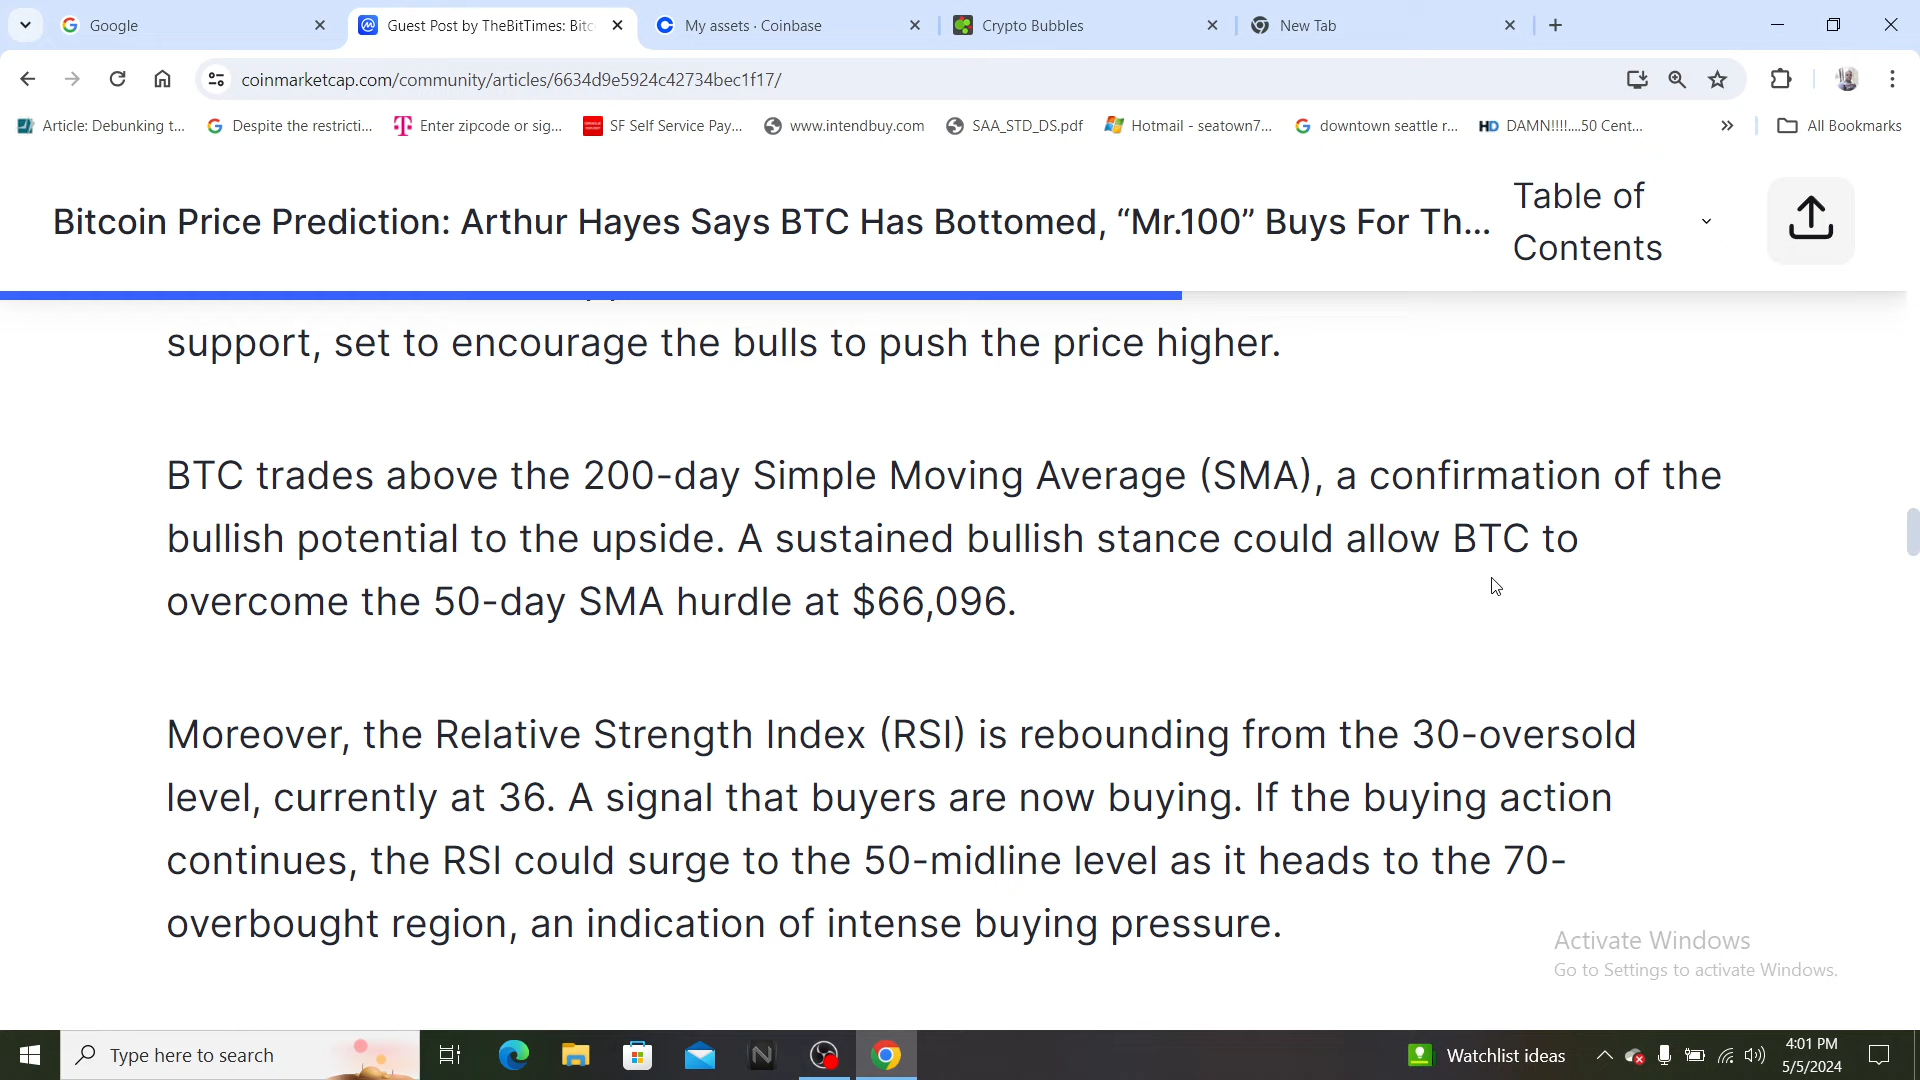 Google
Guest Post by TheBitTimes: Bitc
My assets · Coinbase
Crypto Bubbles
New Tab
coinmarketcap.com/community/articles/6634d9e5924c42734bec1f17/
Article: Debunking t...
Despite the restricti...
Enter zipcode or sig...
SF Self Service Pay...
www.intendbuy.com
SAA_STD_DS.pdf
Hotmail - seatown7...
downtown seattle r...
HD DAMN!!!!....50 Cent...
All Bookmarks
Bitcoin Price Prediction: Arthur Hayes Says BTC Has Bottomed, “Mr.100” Buys For Th...
Table of
Contents
support, set to encourage the bulls to push the price higher.
BTC trades above the 200-day Simple Moving Average (SMA), a confirmation of the
bullish potential to the upside. A sustained bullish stance could allow BTC to
overcome the 50-day SMA hurdle at $66,096.
Moreover, the Relative Strength Index (RSI) is rebounding from the 30-oversold
level, currently at 36. A signal that buyers are now buying. If the buying action
continues, the RSI could surge to the 50-midline level as it heads to the 70-
overbought region, an indication of intense buying pressure.
Activate Windows
Go to Settings to activate Windows.
Type here to search
Watchlist ideas
4:01 PM
5/5/2024